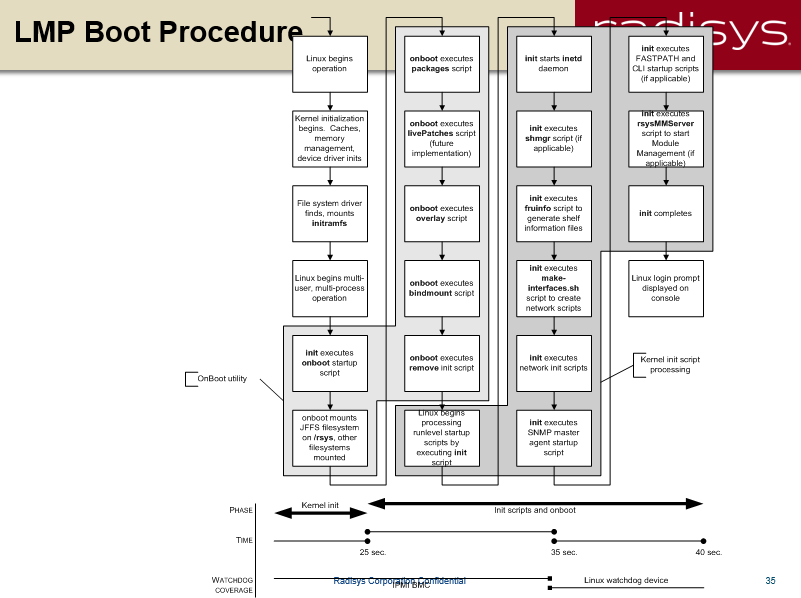 LMP Boot Procedure
radisys.
Linux begins
operation
Kernel initialization
begins. Caches,
memory
management,
device driver inits
File system driver
finds, mounts
initramfs
Linux begins multi-
user, multi-process
operation
init executes
onboot startup
script
onboot mounts
JFFS filesystem
on /rsys, other
filesystems
mounted
onboot executes
packages script
onboot executes
livePatches script
(future
implementation)
onboot executes
overlay script
onboot executes
bindmount script
onboot executes
remove init script
Linux begins
processing
runlevel startup
scripts by
executing init
script
init starts inetd
daemon
init executes
shmgr script (if
applicable)
init executes
fruinfo script to
generate shelf
information files
init executes
make-
interfaces.sh
script to create
network scripts
init executes
network init scripts
init executes
SNMP master
agent startup
script
init executes
FASTPATH and
CLI startup scripts
(if applicable)
init executes
rsysMMServer
script to start
Module
Management (if
applicable)
init completes
Linux login prompt
displayed on
console
OnBoot utility
Kernel init script
processing
PHASE
Kernel init
Init scripts and onboot
TIME
25 sec.
35 sec.
40 sec.
WATCHDOG
COVERAGE
IPMI BMC
Linux watchdog device
Radisys Corporation Confidential
35